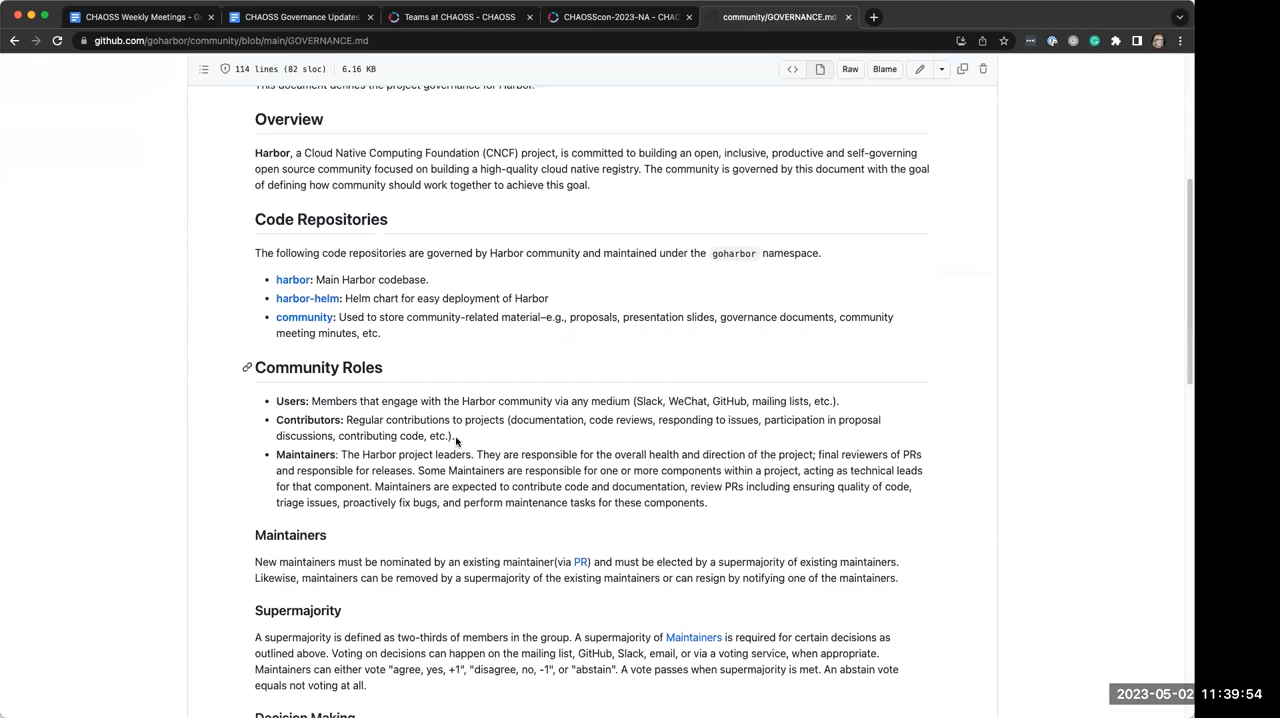 CHAOSS Weekly Meetings - G
CHAOSS Governance Updates
Teams at CHAOSS - CHAOSS
CHAOSScon-2023-NA - CHAO
community/GOVERNANCE.md
github.com/goharbor/community/blob/main/GOVERNANCE.md
114 lines (82 sloc) 6.16 KB
Raw
Blame
This document defines the project governance for Harbor.
Overview
Harbor, a Cloud Native Computing Foundation (CNCF) project, is committed to building an open, inclusive, productive and self-governing
open source community focused on building a high-quality cloud native registry. The community is governed by this document with the goal
of defining how community should work together to achieve this goal.
Code Repositories
The following code repositories are governed by Harbor community and maintained under the goharbor namespace.
• harbor: Main Harbor codebase.
• harbor-helm: Helm chart for easy deployment of Harbor
• community: Used to store community-related material–e.g., proposals, presentation slides, governance documents, community
meeting minutes, etc.
Community Roles
• Users: Members that engage with the Harbor community via any medium (Slack, WeChat, GitHub, mailing lists, etc.).
• Contributors: Regular contributions to projects (documentation, code reviews, responding to issues, participation in proposal
discussions, contributing code, etc.).
• Maintainers: The Harbor project leaders. They are responsible for the overall health and direction of the project; final reviewers of PRs
and responsible for releases. Some Maintainers are responsible for one or more components within a project, acting as technical leads
for that component. Maintainers are expected to contribute code and documentation, review PRs including ensuring quality of code,
triage issues, proactively fix bugs, and perform maintenance tasks for these components.
Maintainers
New maintainers must be nominated by an existing maintainer(via PR) and must be elected by a supermajority of existing maintainers.
Likewise, maintainers can be removed by a supermajority of the existing maintainers or can resign by notifying one of the maintainers.
Supermajority
A supermajority is defined as two-thirds of members in the group. A supermajority of Maintainers is required for certain decisions as
outlined above. Voting on decisions can happen on the mailing list, GitHub, Slack, email, or via a voting service, when appropriate.
Maintainers can either vote "agree, yes, +1", "disagree, no, -1", or "abstain". A vote passes when supermajority is met. An abstain vote
equals not voting at all.
Decision Making
2023-05-02 11:39:54